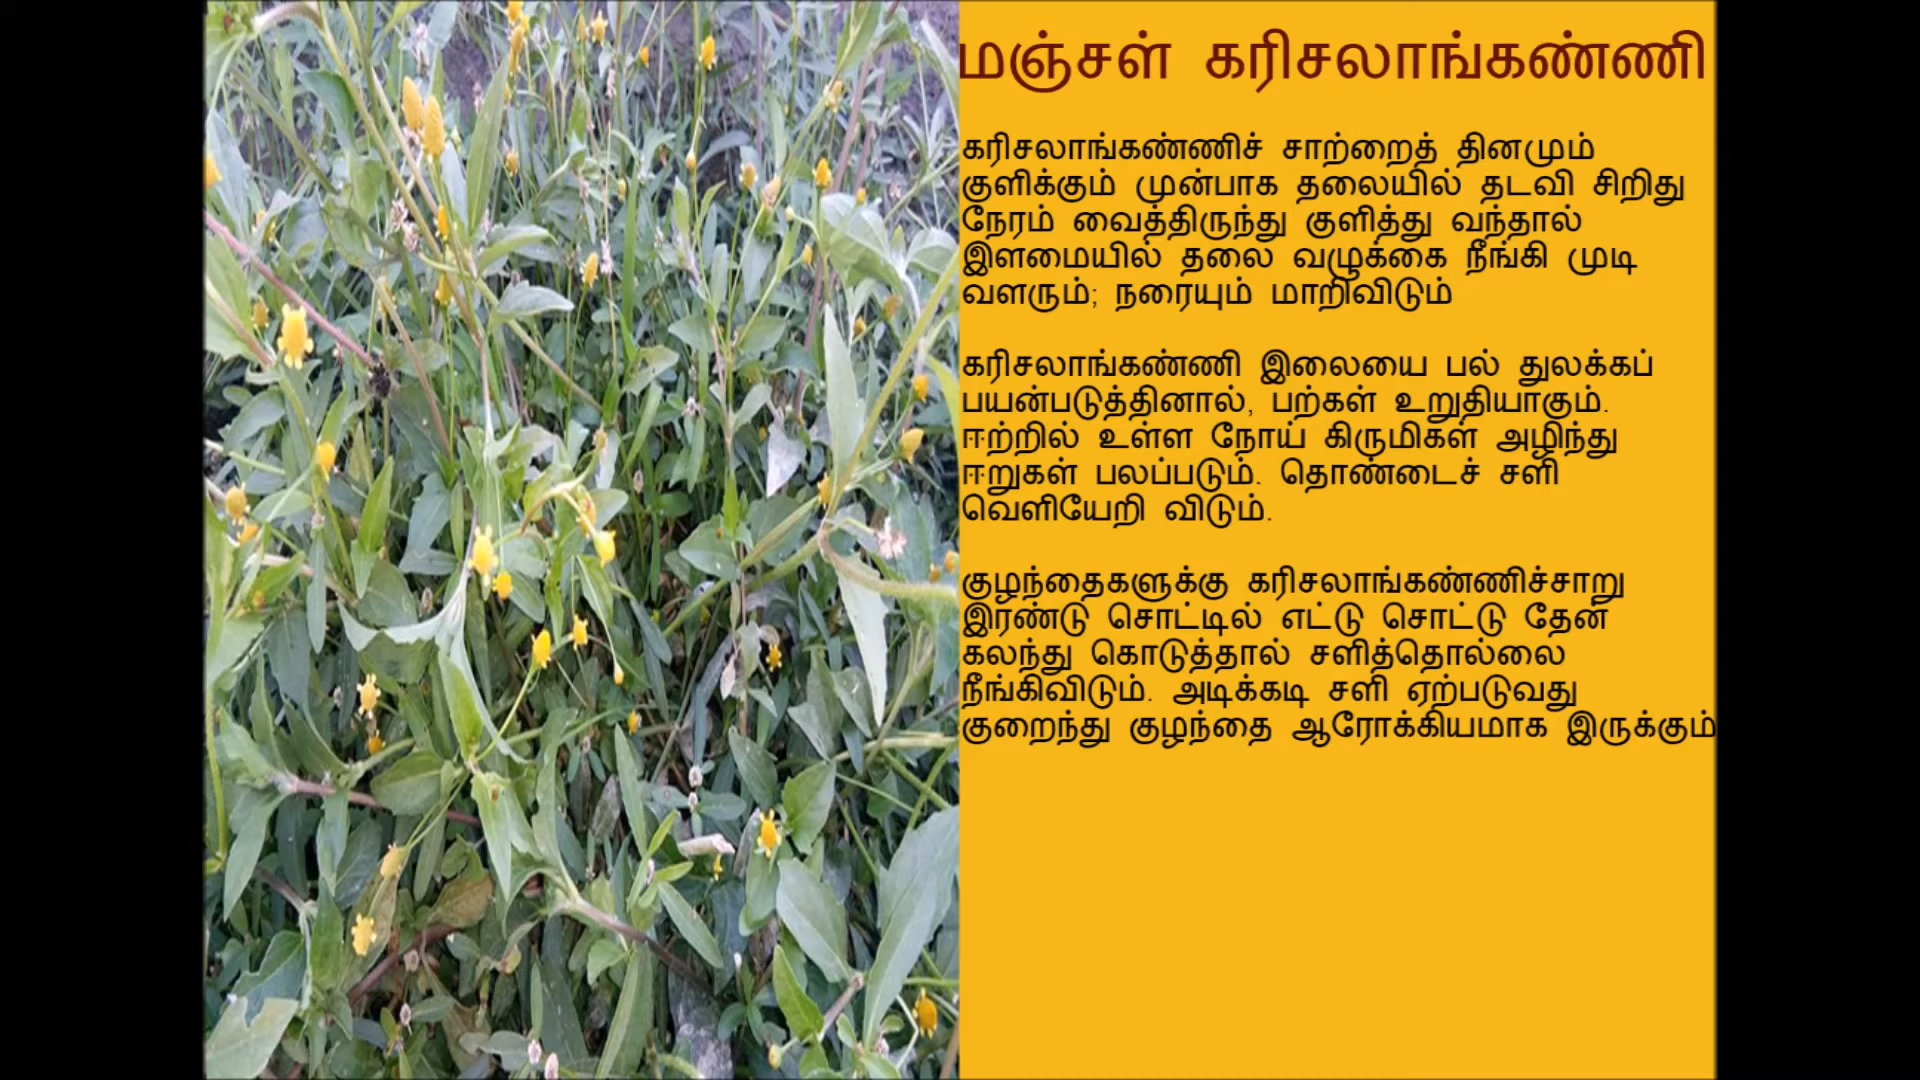 மஞ்சள் கரிசலாங்கண்ணி
கரிசலாங்கண்ணிச் சாற்றைத் தினமும்
குளிக்கும் முன்பாக தலையில் தடவி சிறிது
நேரம் வைத்திருந்து குளித்து வந்தால்
இளமையில் தலை வழுக்கை நீங்கி முடி
வளரும்; நரையும் மாறிவிடும்
கரிசலாங்கண்ணி இலையை பல் துலக்கப்
பயன்படுத்தினால், பற்கள் உறுதியாகும்.
ஈற்றில் உள்ள நோய் கிருமிகள் அழிந்து
ஈறுகள் பலப்படும். தொண்டைச் சளி
வெளியேறி விடும்.
குழந்தைகளுக்கு கரிசலாங்கண்ணிச்சாறு
இரண்டு சொட்டில் எட்டு சொட்டு தேன்
கலந்து கொடுத்தால் சளித்தொல்லை
நீங்கிவிடும். அடிக்கடி சளி ஏற்படுவது
குறைந்து குழந்தை ஆரோக்கியமாக இருக்கும்